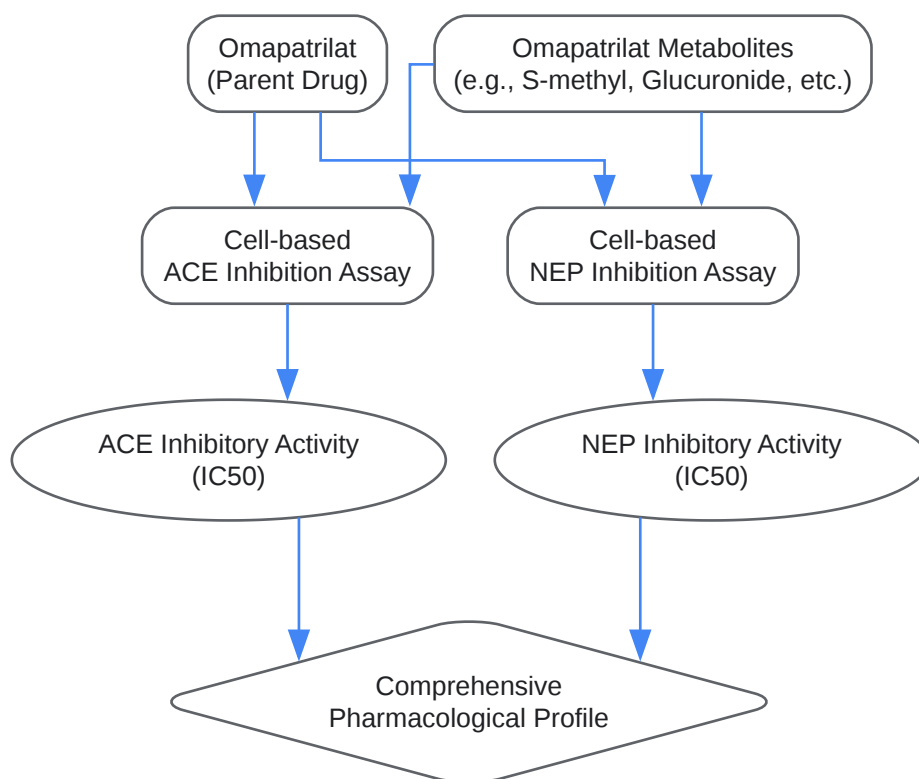 Omapatrilat
(Parent Drug)
Omapatrilat Metabolites
(e.g., S-methyl, Glucuronide, etc.)
Cell-based
ACE Inhibition Assay
Cell-based
NEP Inhibition Assay
ACE Inhibitory Activity
(IC50)
NEP Inhibitory Activity
(IC50)
Comprehensive
Pharmacological Profile